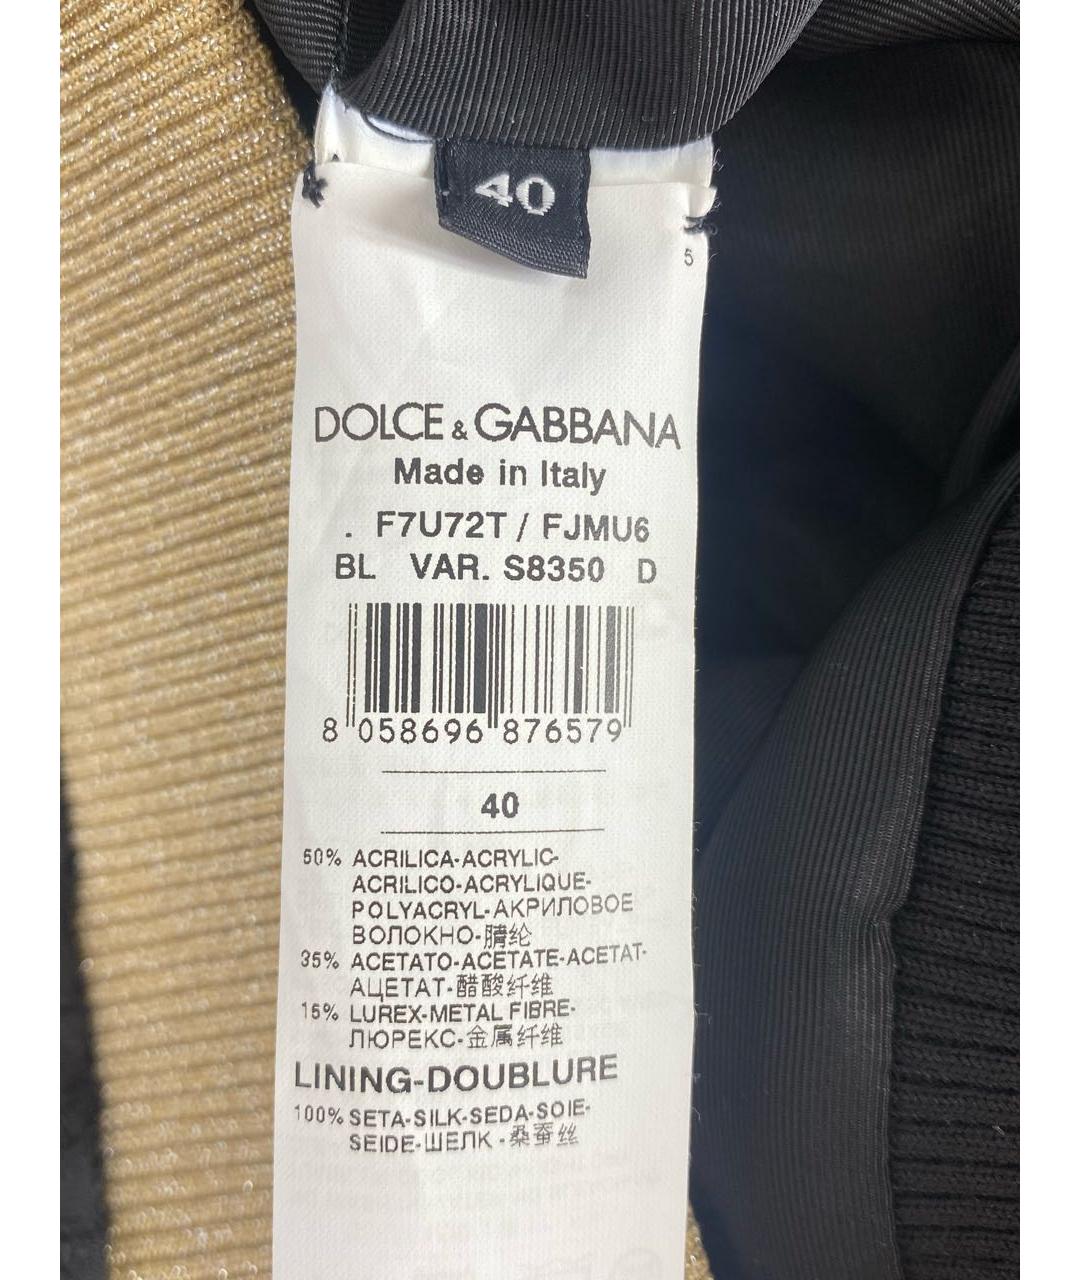 40
5
DOLCE & GABBANA
Made in Italy
. F7U72T / FJMU6
BL VAR. S8350 D
8 058696 876579
40
50% ACRILICA-ACRYLIC-
ACRILICO-ACRYLIQUE-
POLYACRYL-АКРИЛОВОЕ
ВОЛОКНО-腈纶
35% ACETATO-ACETATE-ACETAT-
АЦЕТАТ-醋酸纤维
15% LUREX-METAL FIBRE-
ЛЮРЕКС-金属纤维
LINING-DOUBLURE
100% SETA-SILK-SEDA-SOIE-
SEIDE-ШЕЛК -桑蚕丝